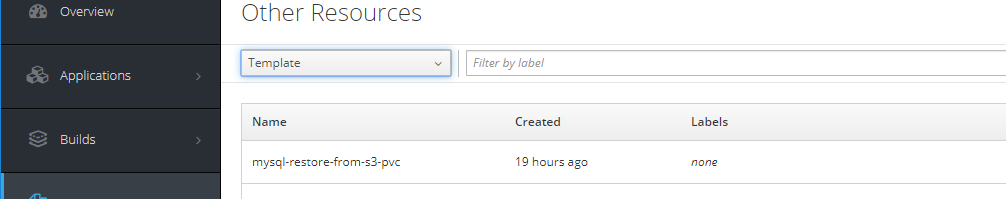 Overview
Other Resources
Template
Filter by label
Applications
Name Created Labels
Builds
mysql-restore-from-s3-pvc 19 hours ago none